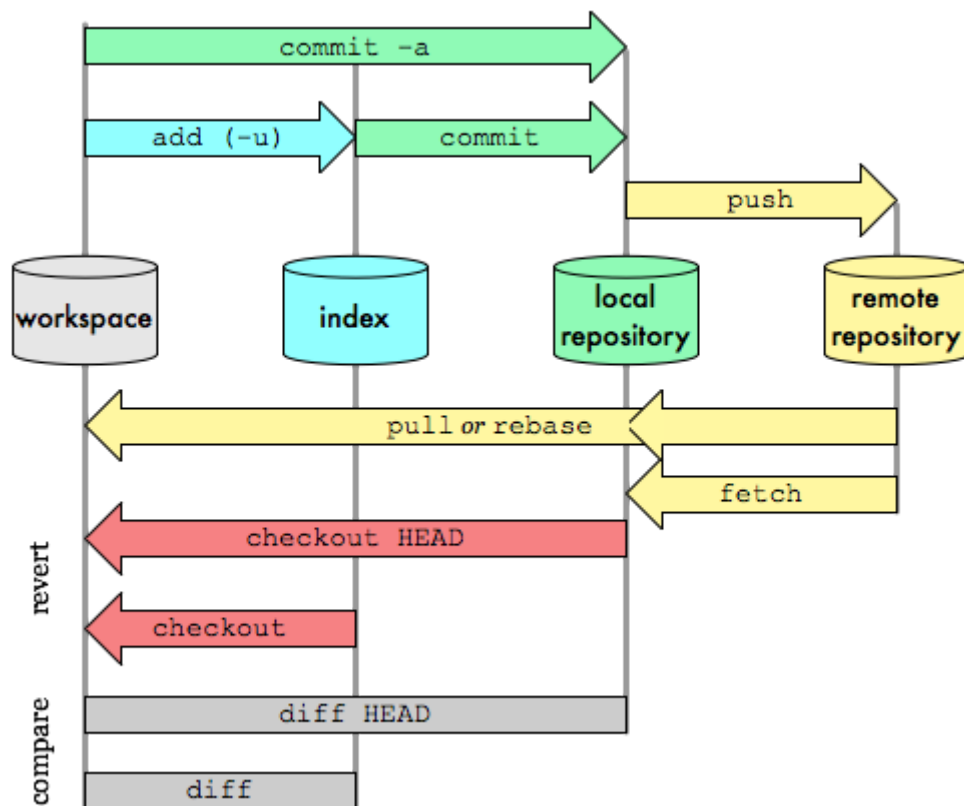 commit -a
add (-u)
commit
push
workspace
index
local
repository
remote
repository
pull or rebase
fetch
checkout HEAD
revert
checkout
diff HEAD
compare
diff